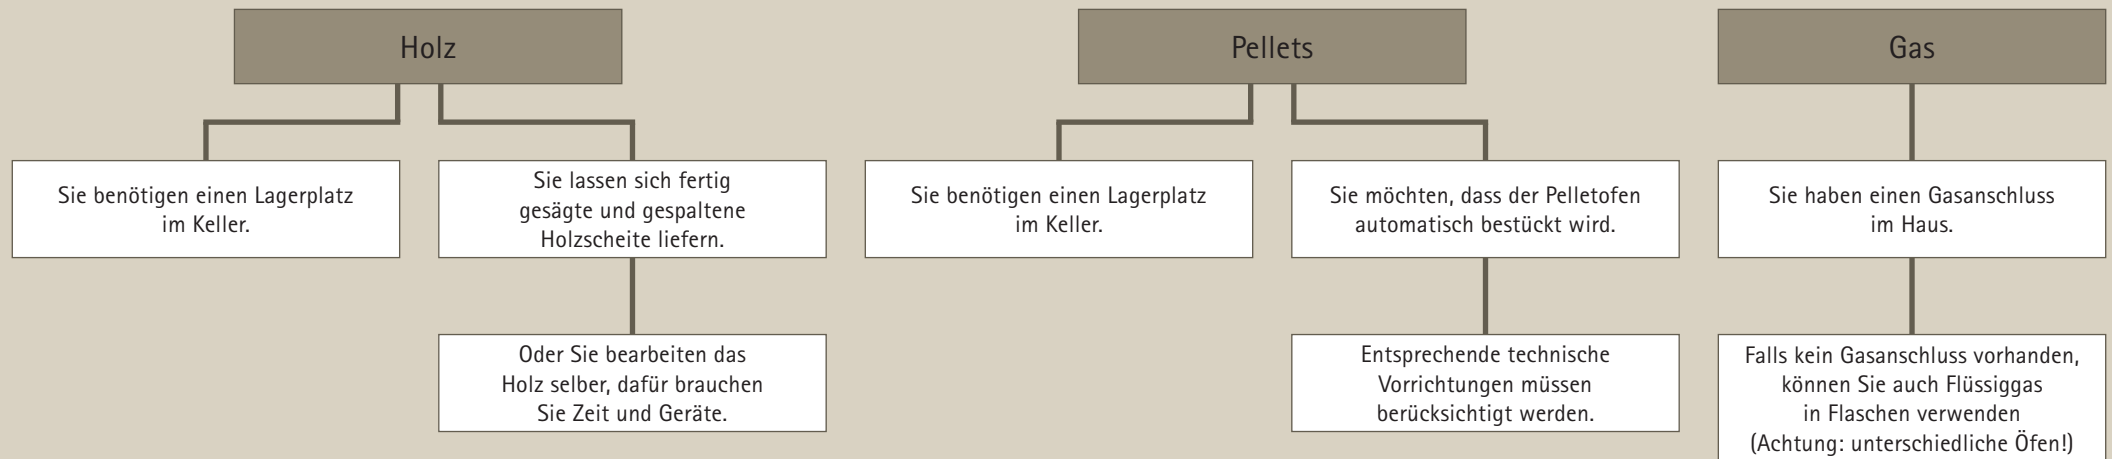 Holz
Sie benötigen einen Lagerplatz
im Keller.
Sie lassen sich fertig
gesägte und gespaltene
Holzscheite liefern.
Oder Sie bearbeiten das
Holz selber, dafür brauchen
Sie Zeit und Geräte.
Pellets
Sie benötigen einen Lagerplatz
im Keller.
Sie möchten, dass der Pelletofen
automatisch bestückt wird.
Entsprechende technische
Vorrichtungen müssen
berücksichtigt werden.
Gas
Sie haben einen Gasanschluss
im Haus.
Falls kein Gasanschluss vorhanden,
können Sie auch Flüssiggas
in Flaschen verwenden
(Achtung: unterschiedliche Öfen!)